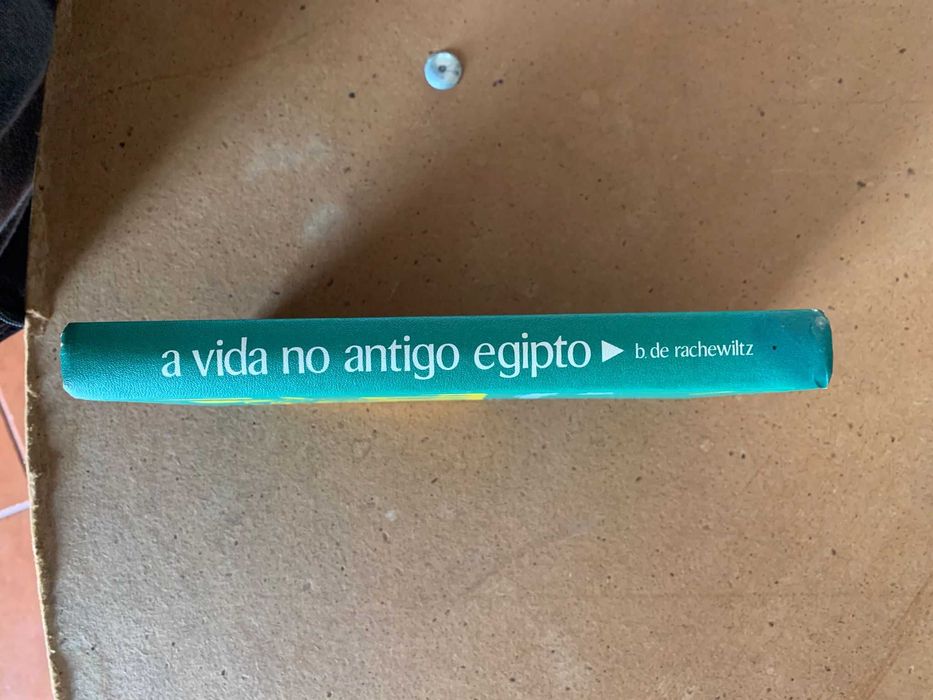 a vida no antigo egipto ▶ b. de rachewiltz